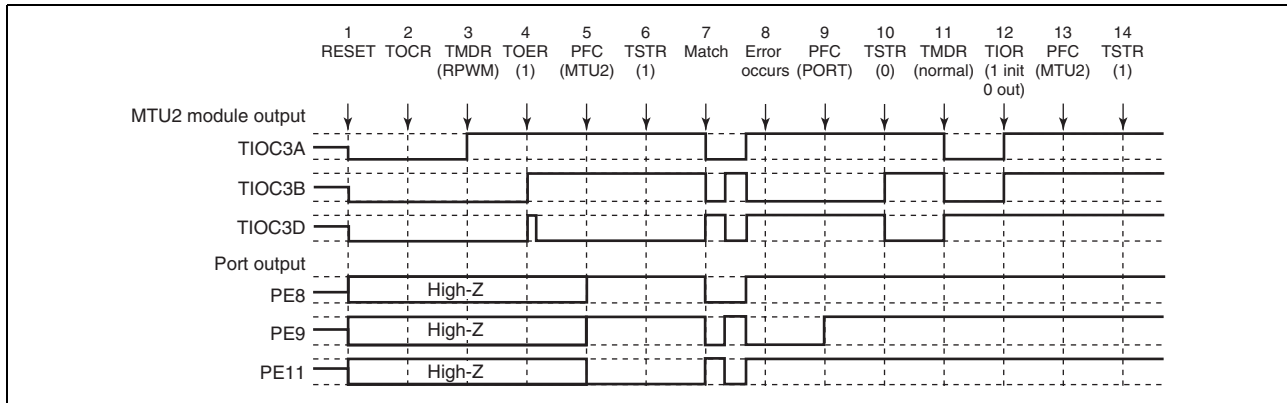 1 2 3 4 5 6 7 8 9 10 11 12 13 14
RESET TOCR TMDR TOER PFC TSTR Match Error PFC TSTR TMDR TIOR PFC TSTR
(RPWM) (1) (MTU2) (1) occurs (PORT) (0) (normal) (1 init (MTU2) (1)
0 out)
MTU2 module output
TIOC3A
TIOC3B
TIOC3D
Port output
PE8 High-Z
PE9 High-Z
PE11 High-Z